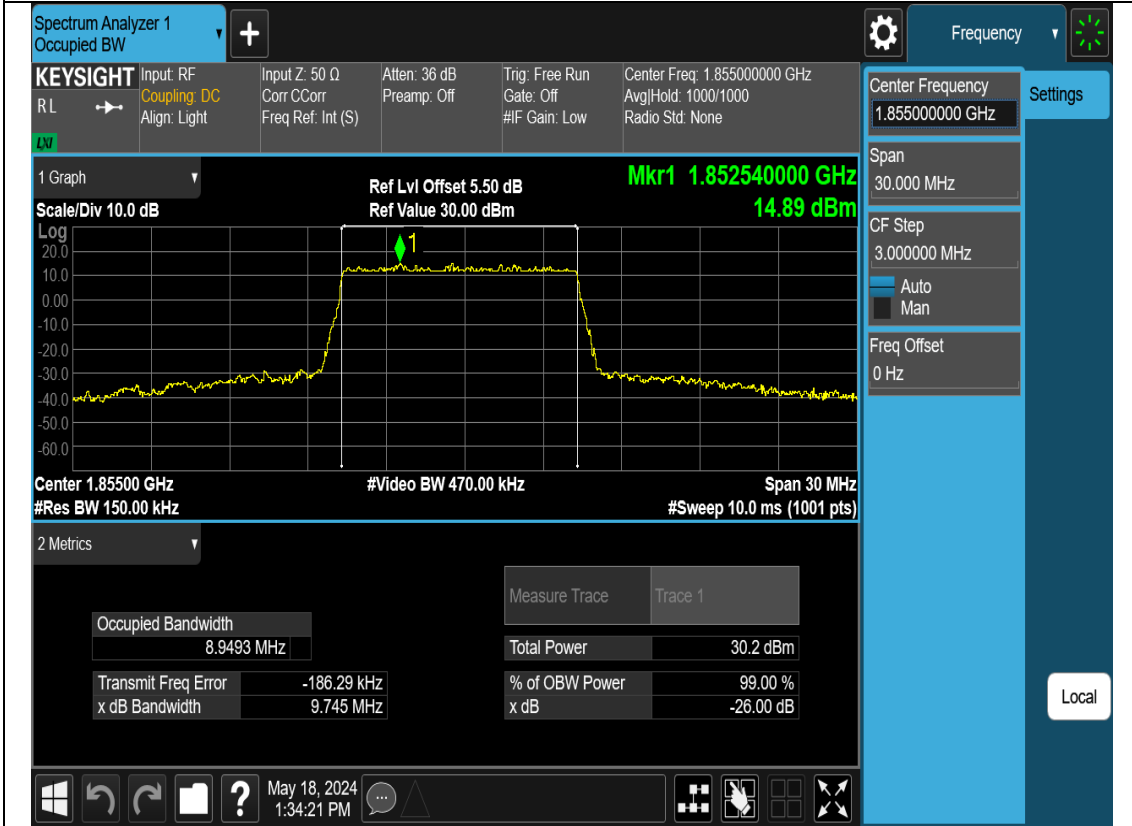 Spectrum Analyzer 1
Occupied BW
+
Frequency
KEYSIGHT
R L
LXI
Input: RF
Coupling: DC
Align: Light
Input Z: 50 Ω
Corr CCorr
Freq Ref: Int (S)
Atten: 36 dB
Preamp: Off
Trig: Free Run
Gate: Off
#IF Gain: Low
Center Freq: 1.855000000 GHz
Avg|Hold: 1000/1000
Radio Std: None
Center Frequency
1.855000000 GHz
Settings
Span
30.000 MHz
CF Step
3.000000 MHz
Auto
Man
Freq Offset
0 Hz
Local
1 Graph
Scale/Div 10.0 dB
Ref Lvl Offset 5.50 dB
Ref Value 30.00 dBm
Mkr1 1.852540000 GHz
14.89 dBm
Log
1
20.0
10.0
0.00
-10.0
-20.0
-30.0
-40.0
-50.0
-60.0
Center 1.85500 GHz
#Video BW 470.00 kHz
Span 30 MHz
#Res BW 150.00 kHz
#Sweep 10.0 ms (1001 pts)
2 Metrics
Measure Trace Trace 1
Occupied Bandwidth
8.9493 MHz
Total Power 30.2 dBm
Transmit Freq Error -186.29 kHz
% of OBW Power 99.00 %
x dB Bandwidth 9.745 MHz
x dB -26.00 dB
?
May 18, 2024
1:34:21 PM
...